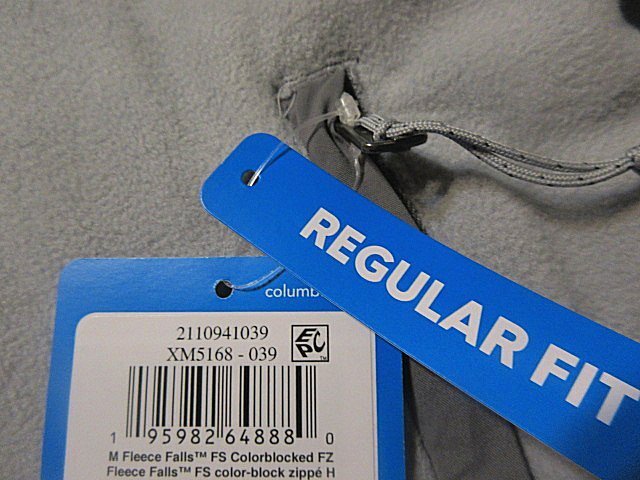 REGULAR FIT
columb
2110941039
XM5168 - 039
EPC
1 95982 64888 0
M Fleece Falls™ FS Colorblocked FZ
Fleece Falls™ FS color-block zippé H